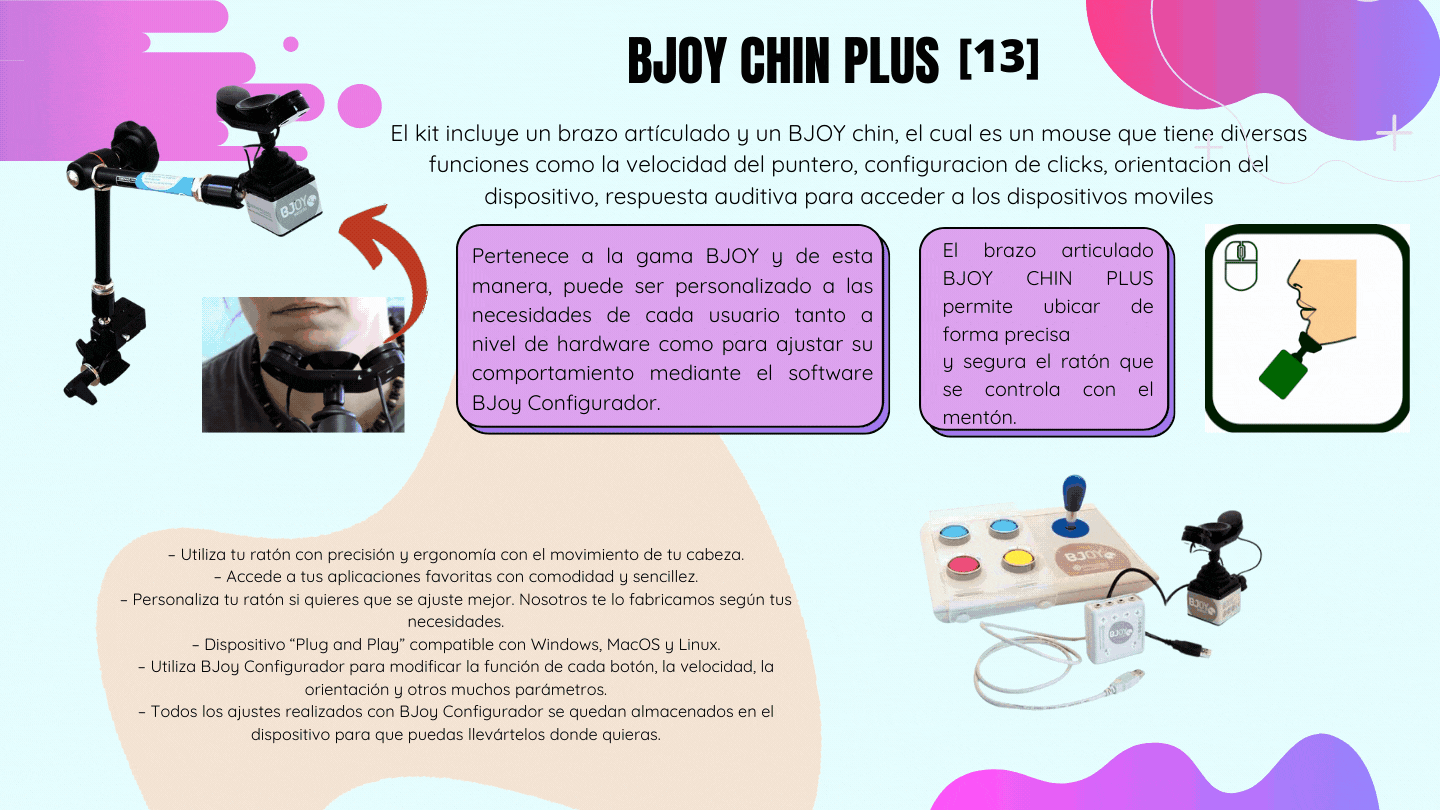 BJOY CHIN PLUS [13]
El kit incluye un brazo artículado y un BJOY chin, el cual es un mouse que tiene diversas
funciones como la velocidad del puntero, configuracion de clicks, orientacion del
dispositivo, respuesta auditiva para acceder a los dispositivos moviles
Pertenece a la gama BJOY y de esta
manera, puede ser personalizado a las
necesidades de cada usuario tanto a
nivel de hardware como para ajustar su
comportamiento mediante el software
BJoy Configurador.
El brazo articulado
BJOY CHIN PLUS
permite ubicar de
forma precisa
y segura el ratón que
se controla con el
mentón.
– Utiliza tu ratón con precisión y ergonomía con el movimiento de tu cabeza.
– Accede a tus aplicaciones favoritas con comodidad y sencillez.
– Personaliza tu ratón si quieres que se ajuste mejor. Nosotros te lo fabricamos según tus
necesidades.
– Dispositivo “Plug and Play” compatible con Windows, MacOS y Linux.
– Utiliza BJoy Configurador para modificar la función de cada botón, la velocidad, la
orientación y otros muchos parámetros.
– Todos los ajustes realizados con BJoy Configurador se quedan almacenados en el
dispositivo para que puedas llevártelos donde quieras.
BJOY
BJOY